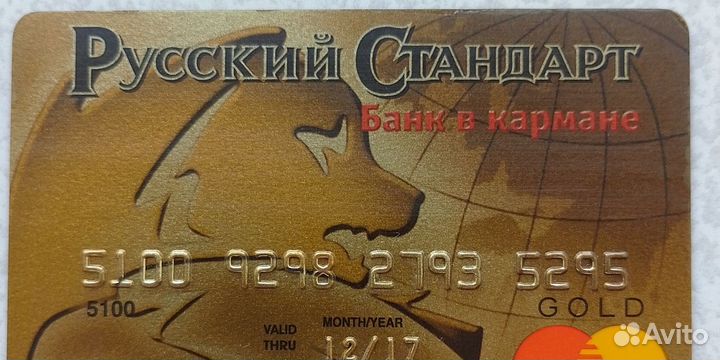 Русский Стандарт
Банк в кармане
5100 9298 2793 5295
5100
GOLD
VALID THRU
MONTH/YEAR
12/17
Avito